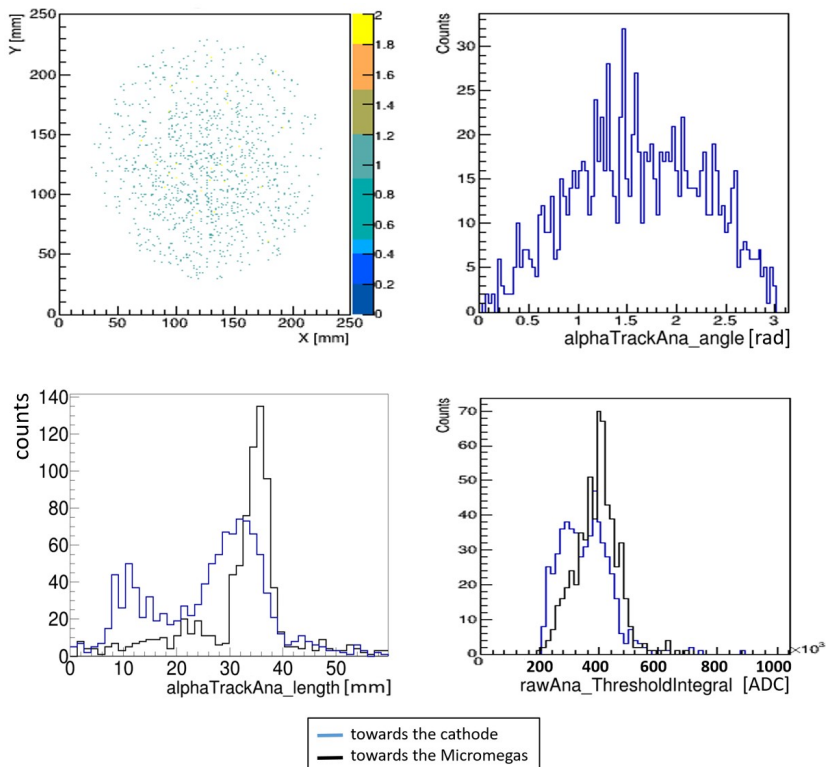 Y [mm]
250
200
150
100
50
0
0 50 100 150 200 250
X [mm]
2
1.8
1.6
1.4
1.2
1
0.8
0.6
0.4
0.2
0
Counts
30
25
20
15
10
5
0
0 0.5 1 1.5 2 2.5 3
alphaTrackAna_angle [rad]
counts
140
120
100
80
60
40
20
0
0 10 20 30 40 50
alphaTrackAna_length [mm]
Counts
70
60
50
40
30
20
10
0
0 200 400 600 800 1000 ×10³
rawAna_ThresholdIntegral [ADC]
towards the cathode
towards the Micromegas